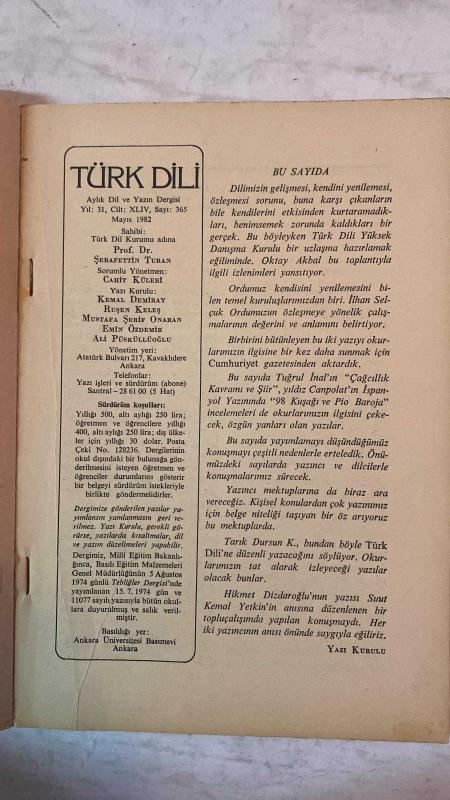 TÜRK DİLİ
Aylık Dil ve Yazın Dergisi
Yıl: 31, Cilt: XLIV, Sayı: 365
Mayıs 1982
Sahibi:
Türk Dil Kurumu adına
Prof. Dr.
ŞERAFETTİN TURAN
Sorumlu Yönetmen:
CAHİT KÜLEBİ
Yazı Kurulu:
KEMAL DEMİRAY
RUŞEN KELEŞ
MUSTAFA ŞERİF ONARAN
EMİN ÖZDEMİR
ALİ PÜSKÜLLÜOĞLU
Yönetim yeri:
Atatürk Bulvarı 217, Kavaklıdere
Ankara
Telefonlar:
Yazı işleri ve sürdürüm (abone)
Santral – 28 61 00 (5 Hat)
Sürdürüm koşulları:
Yıllığı 500, altı aylığı 250 lira;
öğretmen ve öğrencilere yıllığı
400, altı aylığı 250 lira; dış ülke-
ler için yıllığı 30 dolar. Posta
Çeki No. 128236. Dergilerinin
okul dışındaki bir bulunağa gön-
derilmesini isteyen öğretmen ve
öğrenciler durumlarını gösterir
bir belgeyi sürdürüm istekleriyle
birlikte göndermelidirler.
Dergimize gönderilen yazılar ya-
yımlansın yamlanmasın geri ve-
rilmez. Yazı Kurulu, gerekli gö-
rürse, yazılarda kısaltmalar, dil
ve yazım düzeltmeleri yapabilir.
Dergimiz, Milli Eğitim Bakanlı-
ğınca, Basılı Eğitim Malzemeleri
Genel Müdürlüğünün 5 Ağustos
1974 günlü Tebliğler Dergisi'nde
yayımlanan 15. 7. 1974 gün ve
11077 sayılı yazısıyla bütün okul-
lara duyurulmuş ve salık veril-
miştir.
Basıldığı yer:
Ankara Üniversitesi Basımevi
Ankara
BU SAYIDA
Dilimizin gelişmesi, kendini yenilemesi,
özleşmesi sorunu, buna karşı çıkanların
bile kendilerini etkisinden kurtaramadık-
ları, benimsemek zorunda kaldıkları bir
gerçek. Bu böyleyken Türk Dili Yüksek
Danışma Kurulu bir uzlaşma hazırlamak
eğiliminde. Oktay Akbal bu toplantıyla
ilgili izlenimleri yansıtıyor.
Ordumuz kendisini yenilemesini bi-
len temel kuruluşlarımızdan biri. İlhan Sel-
çuk Ordumuzun özleşmeye yönelik çalış-
malarının değerini ve anlamını belirtiyor.
Birbirini bütünleyen bu iki yazıyı okur-
larımızın ilgisine bir kez daha sunmak için
Cumhuriyet gazetesinden aktardık.
Bu sayıda Tuğrul İnal'ın "Çağcıllık
Kavramı ve Şiir", yıldız Canpolat'ın İspan-
yol Yazınında "98 Kuşağı ve Pio Baroja"
incelemeleri de okurlarımızın ilgisini çeke-
cek, özgün yanları olan yazılar.
Bu sayıda yayımlamayı düşündüğümüz
konuşmayı çeşitli nedenlerle erteledik. Önü-
müzdeki sayılarda yazıncı ve dilcilerle
konuşmalarımız sürecek.
Yazıncı mektuplarına da biraz ara
vereceğiz. Kişisel konulardan çok yazınımız
için belge niteliği taşıyan bir öz arıyoruz
bu mektuplarda.
Tarık Dursun K., bundan böyle Türk
Dili'ne düzenli yazacağını söylüyor. Okur-
larımızın tat alarak izleyeceği yazılar
olacak bunlar.
Hikmet Dizdaroğlu'nun yazısı Suut
Kemal Yetkin'in anısına düzenlenen bir
topluçalışımda yapılan konuşmaydı. Her
iki yazıncının anısı önünde saygıyla eğiliriz.
YAZI KURULU